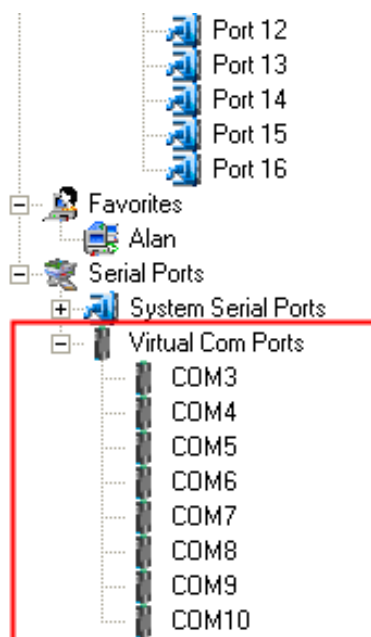 Port 12
Port 13
Port 14
Port 15
Port 16
Favorites
Alan
Serial Ports
System Serial Ports
Virtual Com Ports
COM3
COM4
COM5
COM6
COM7
COM8
COM9
COM10